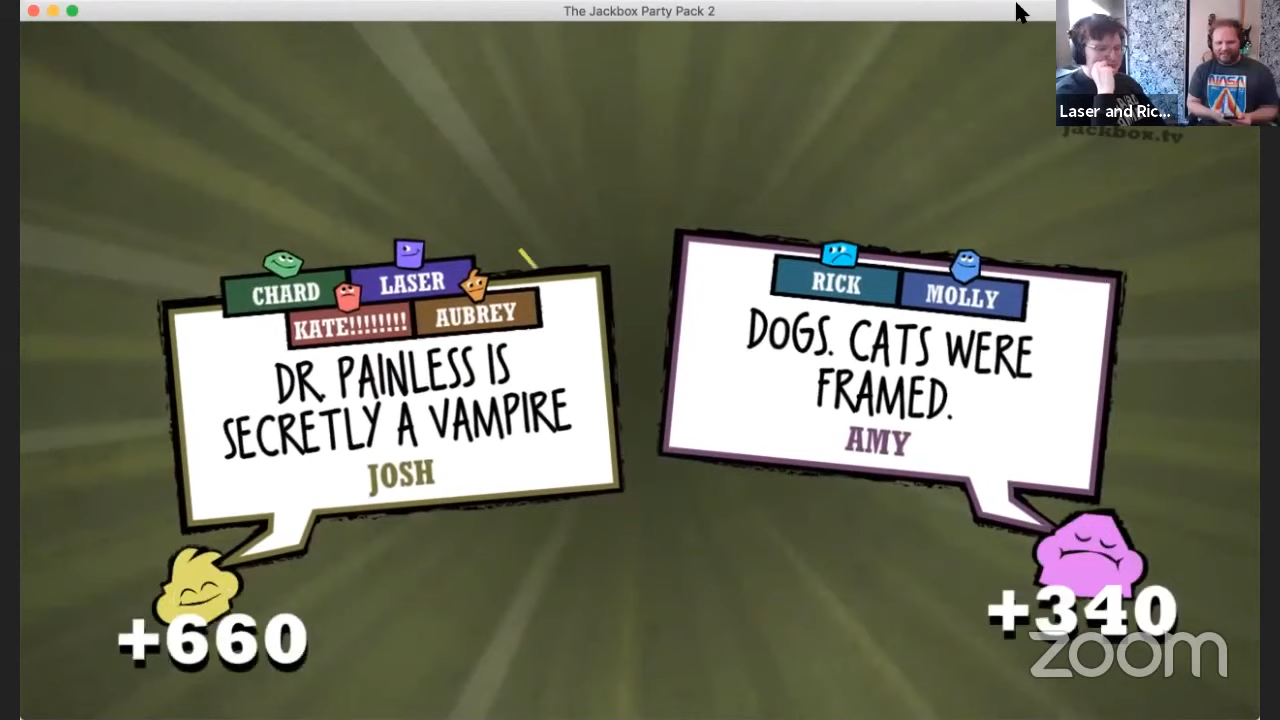 The Jackbox Party Pack 2
NASA
Laser and Ric...
jackbox.tv
CHARD
LASER
KATE!!!!!!!!
AUBREY
DR. PAINLESS IS
SECRETLY A VAMPIRE
JOSH
+660
RICK
MOLLY
DOGS. CATS WERE
FRAMED.
AMY
+340
zoom